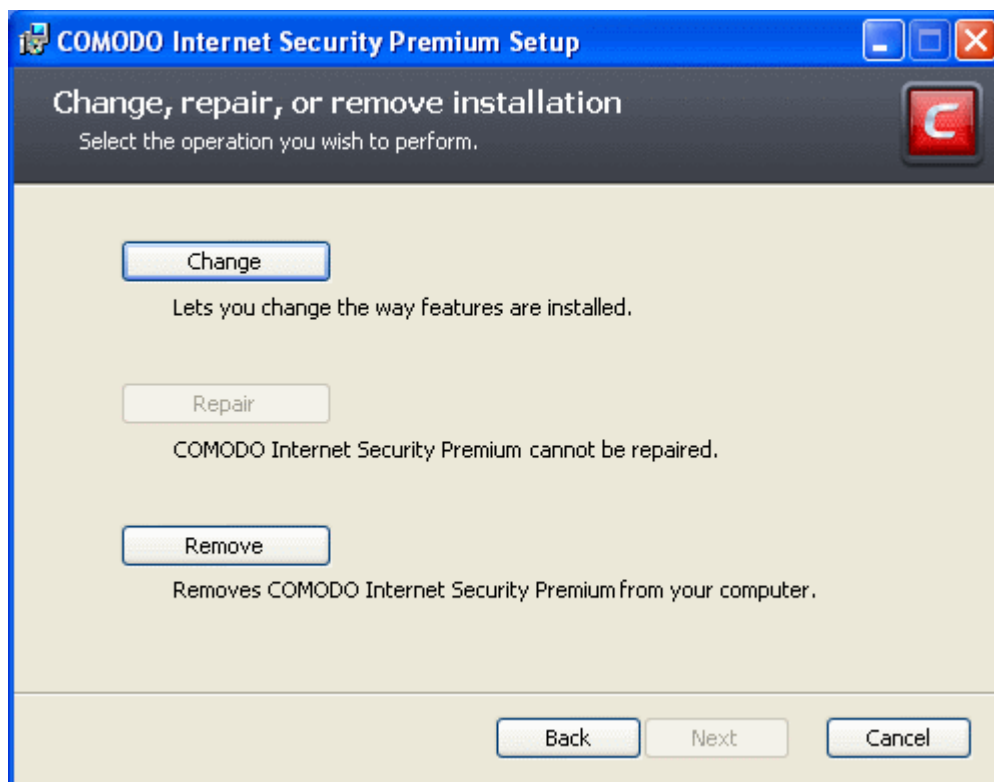 COMODO Internet Security Premium Setup
Change, repair, or remove installation
Select the operation you wish to perform.
Change
Lets you change the way features are installed.
Repair
COMODO Internet Security Premium cannot be repaired.
Remove
Removes COMODO Internet Security Premium from your computer.
Back Next Cancel